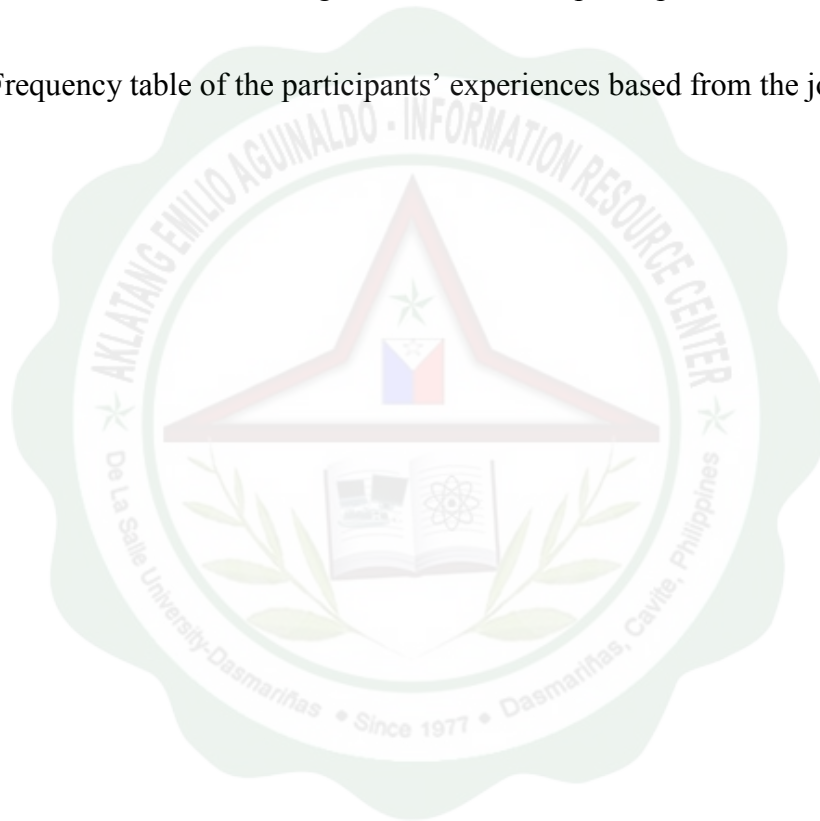 Frequency table of the participants' experiences based from the jo
AKLATANG EMILIO AGUINALDO - INFORMATION RESOURCE CENTER
De La Salle University-Dasmariñas • Since 1977 • Dasmariñas, Cavite, Philippines